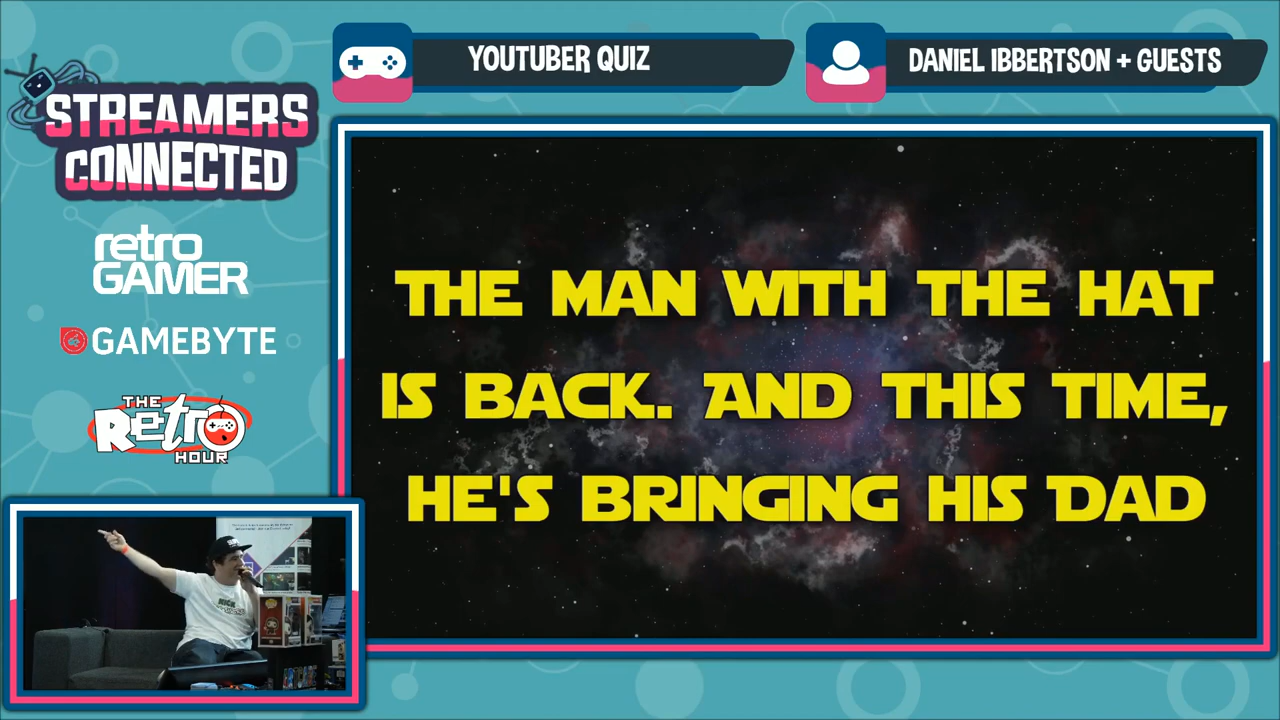 YOUTUBER QUIZ
DANIEL IBBERTSON + GUESTS
STREAMERS
CONNECTED
retro
GAMER
GAMEBYTE
THE
RETRO
HOUR
THE MAN WITH THE HAT
IS BACK. AND THIS TIME,
HE'S BRINGING HIS DAD